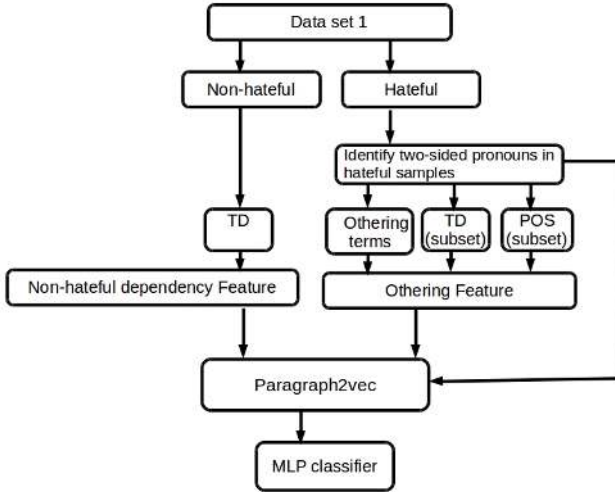 Data set 1
Non-hateful
Hateful
Identify two-sided pronouns in
hateful samples
TD
Othering
terms
TD
(subset)
POS
(subset)
Non-hateful dependency Feature
Othering Feature
Paragraph2vec
MLP classifier